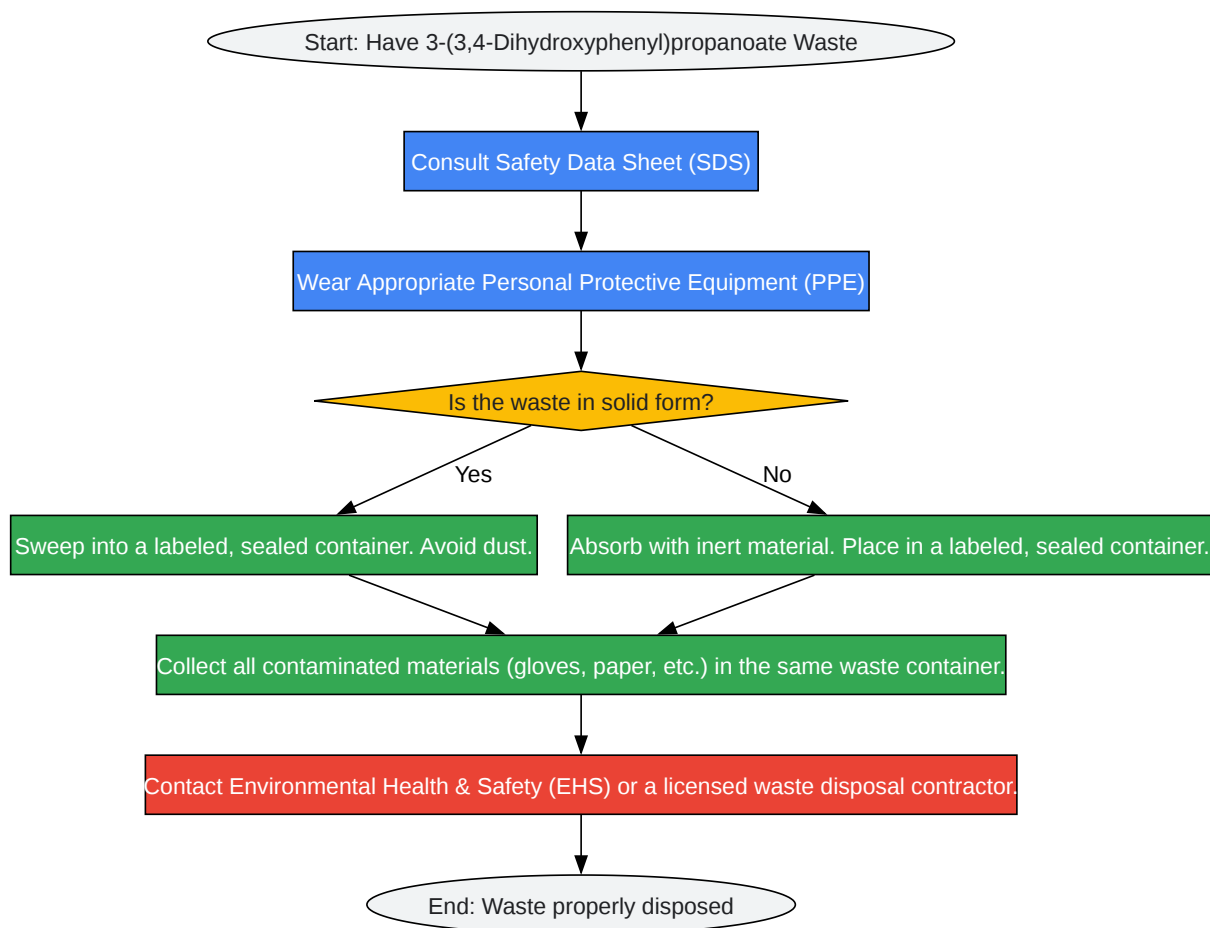 Start: Have 3-(3,4-Dihydroxyphenyl)propanoate Waste
Consult Safety Data Sheet (SDS)
Wear Appropriate Personal Protective Equipment (PPE)
Is the waste in solid form?
Yes
No
Sweep into a labeled, sealed container. Avoid dust.
Absorb with inert material. Place in a labeled, sealed container.
Collect all contaminated materials (gloves, paper, etc.) in the same waste container.
Contact Environmental Health & Safety (EHS) or a licensed waste disposal contractor.
End: Waste properly disposed